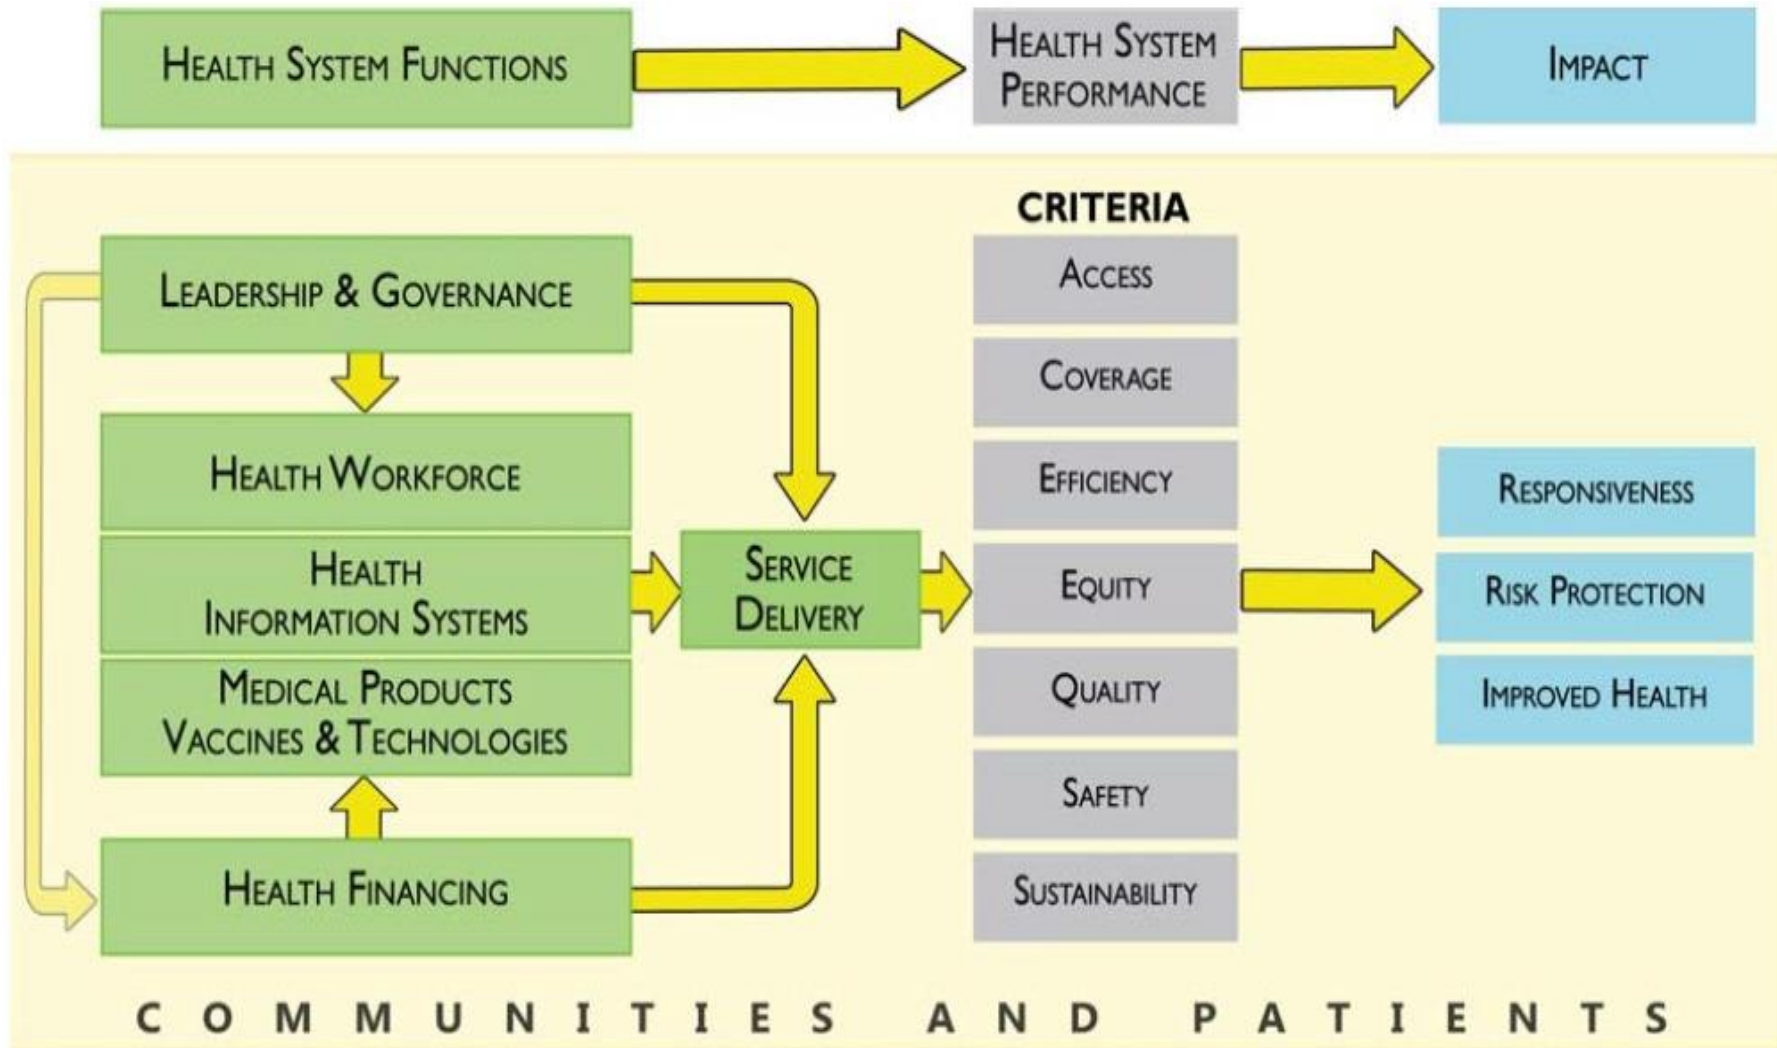 HEALTH SYSTEM FUNCTIONS
HEALTH SYSTEM
PERFORMANCE
IMPACT
CRITERIA
LEADERSHIP & GOVERNANCE
HEALTH WORKFORCE
HEALTH
INFORMATION SYSTEMS
MEDICAL PRODUCTS
VACCINES & TECHNOLOGIES
HEALTH FINANCING
SERVICE
DELIVERY
ACCESS
COVERAGE
EFFICIENCY
EQUITY
QUALITY
SAFETY
SUSTAINABILITY
RESPONSIVENESS
RISK PROTECTION
IMPROVED HEALTH
COMMUNITIES AND PATIENTS